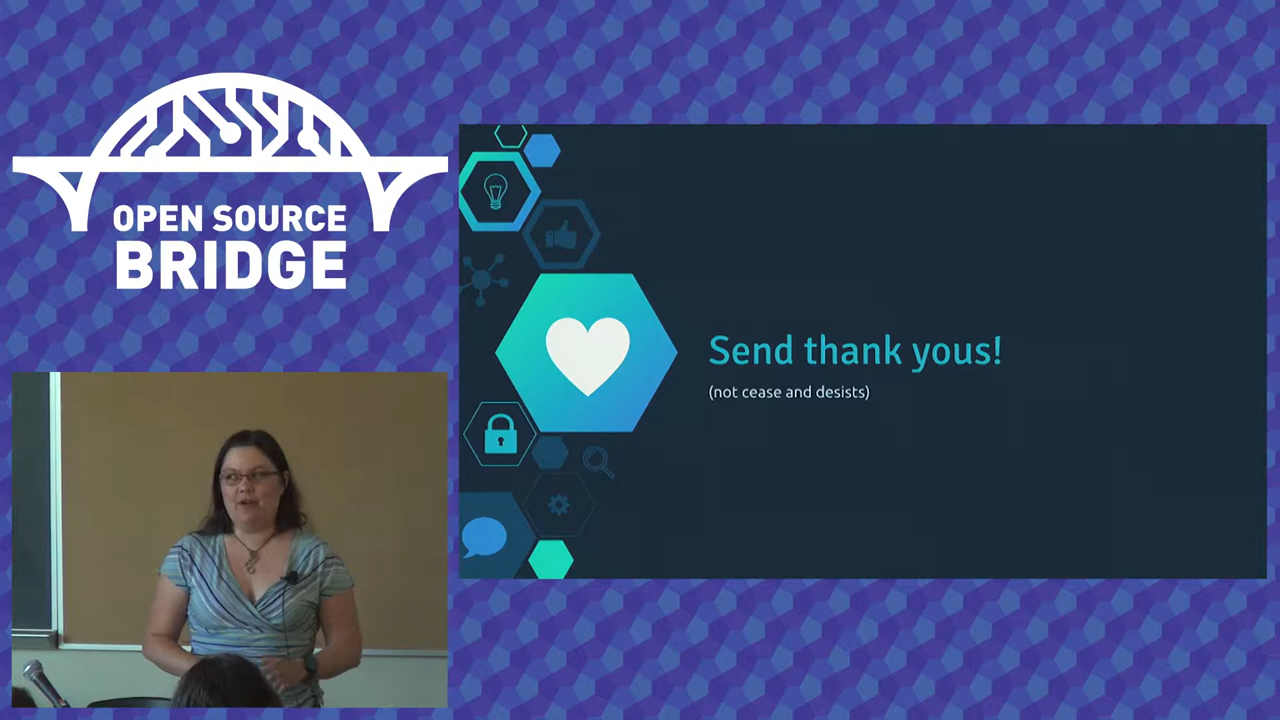 OPEN SOURCE
BRIDGE
Send thank yous!
(not cease and desists)